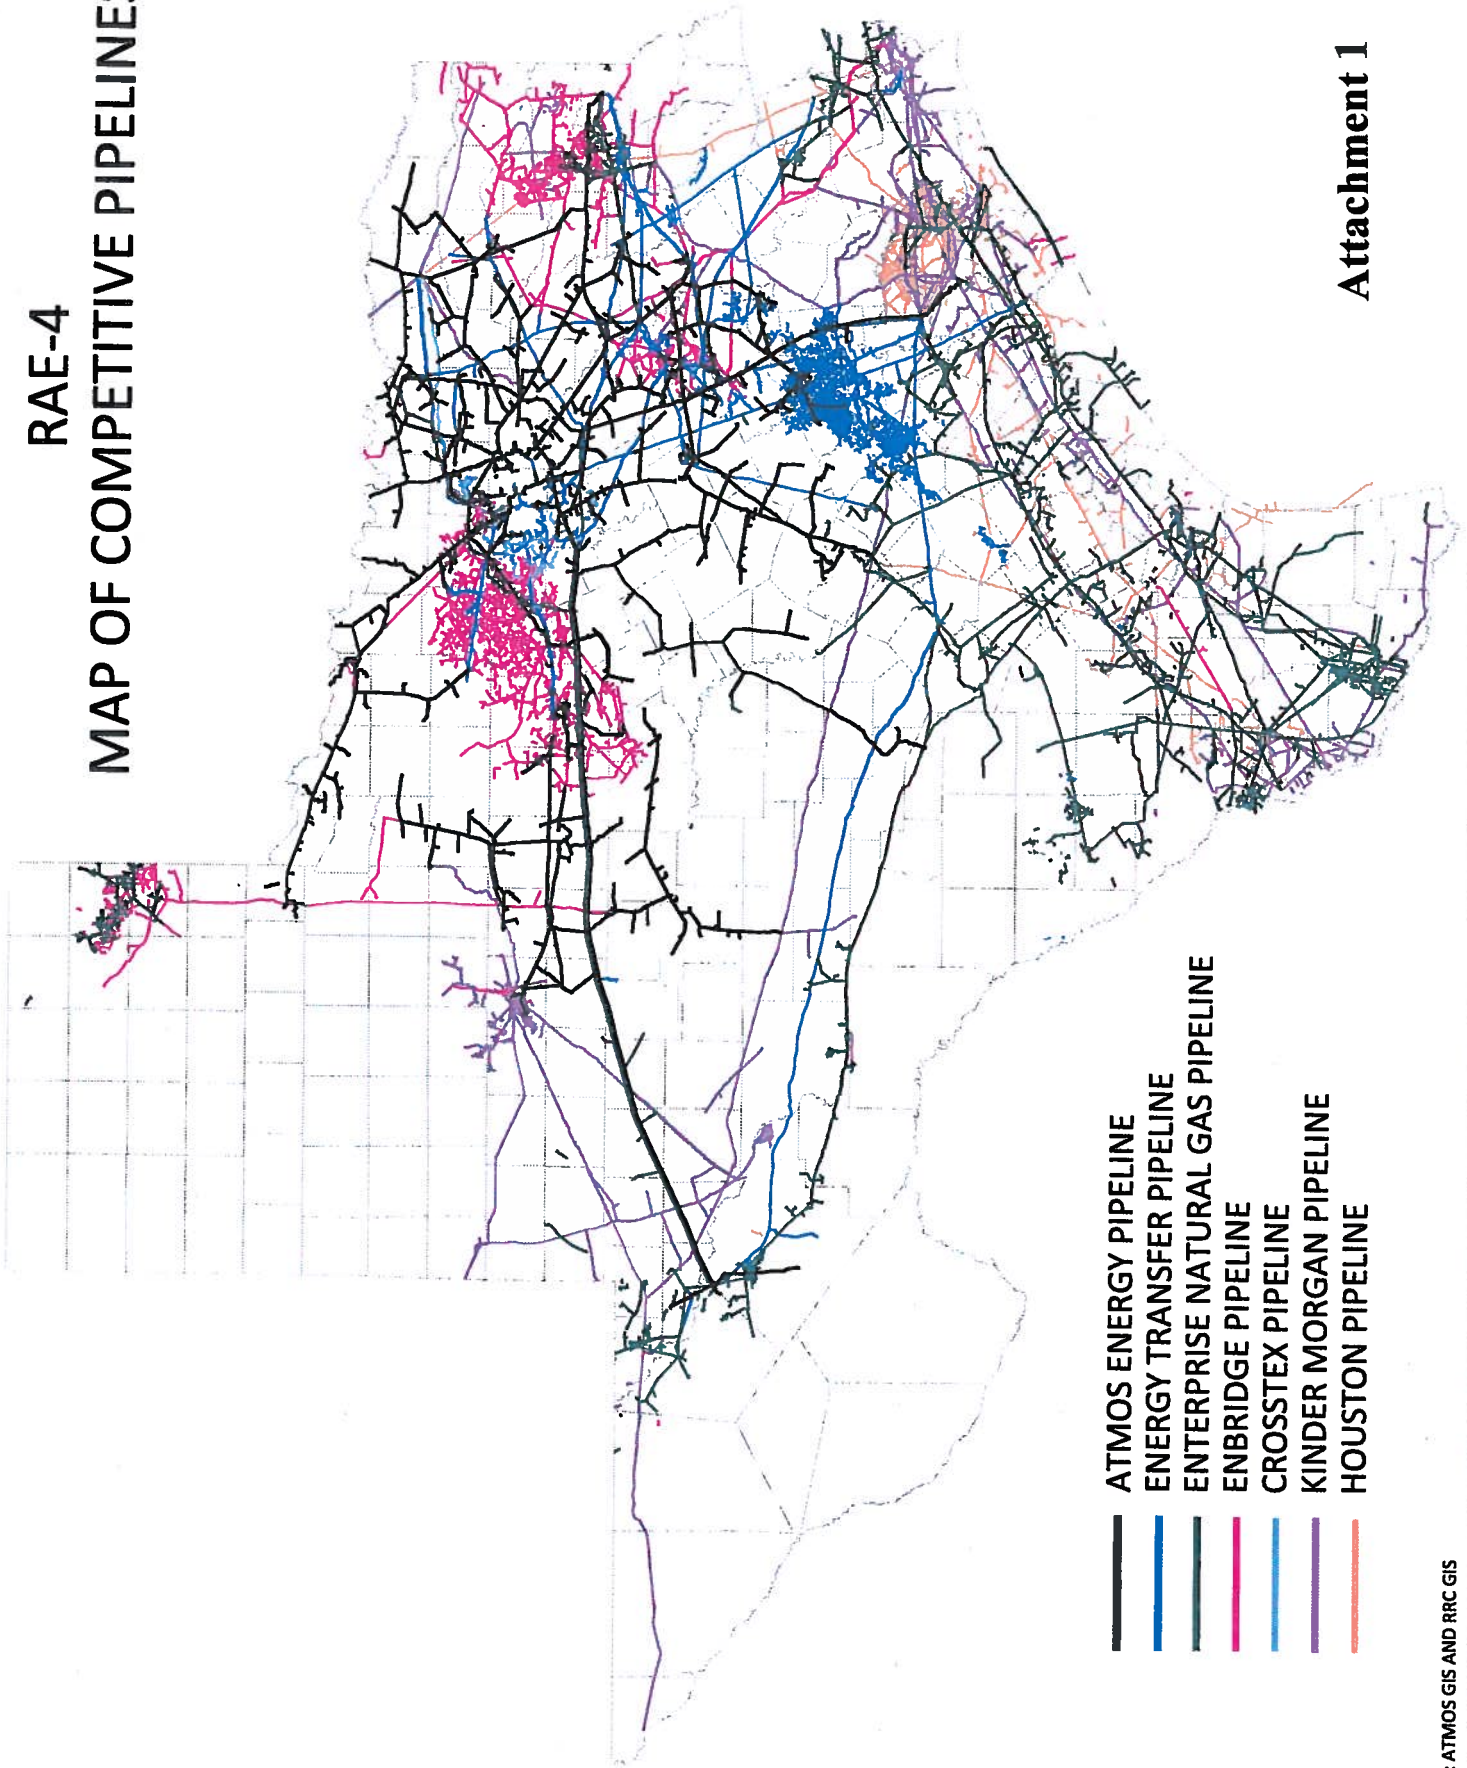 RAE-4
MAP OF COMPETITIVE PIPELINES
ATMOS ENERGY PIPELINE
ENERGY TRANSFER PIPELINE
ENTERPRISE NATURAL GAS PIPELINE
ENBRIDGE PIPELINE
CROSSTEX PIPELINE
KINDER MORGAN PIPELINE
HOUSTON PIPELINE
Attachment 1
: ATMOS GIS AND RRC GIS